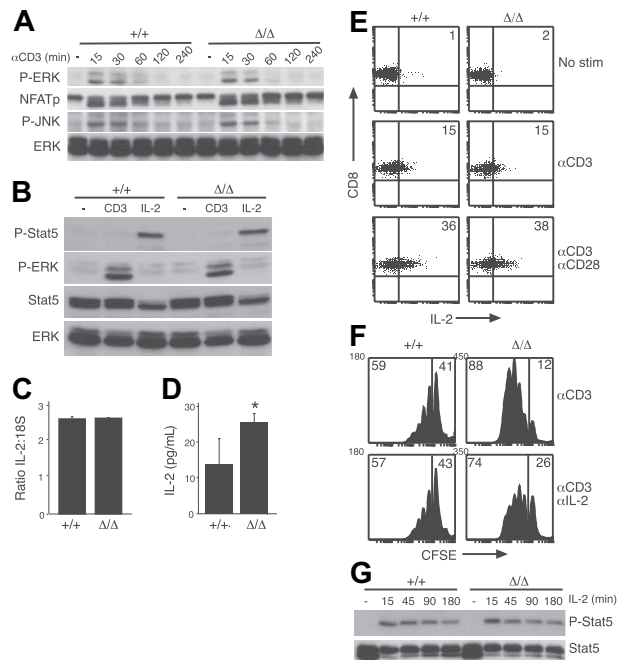 A
+/+ Δ/Δ
αCD3 (min) - 15 30 60 120 240 - 15 30 60 120 240
P-ERK
NFATp
P-JNK
ERK
B
+/+ Δ/Δ
- CD3 IL-2 - CD3 IL-2
P-Stat5
P-ERK
Stat5
ERK
C
Ratio IL-2:18S
3
2
1
0
+/+ Δ/Δ
D
IL-2 (pg/mL)
30
20
10
0
*
+/+. Δ/Δ
E
+/+ Δ/Δ
1 2 No stim
15 15 αCD3
36 38 αCD3
αCD28
CD8
IL-2
F
+/+ Δ/Δ
180 450
59 41 88 12 αCD3
180 350
57 43 74 26 αCD3
αIL-2
CFSE
G
+/+ Δ/Δ
- 15 45 90 180 - 15 45 90 180 IL-2 (min)
P-Stat5
Stat5